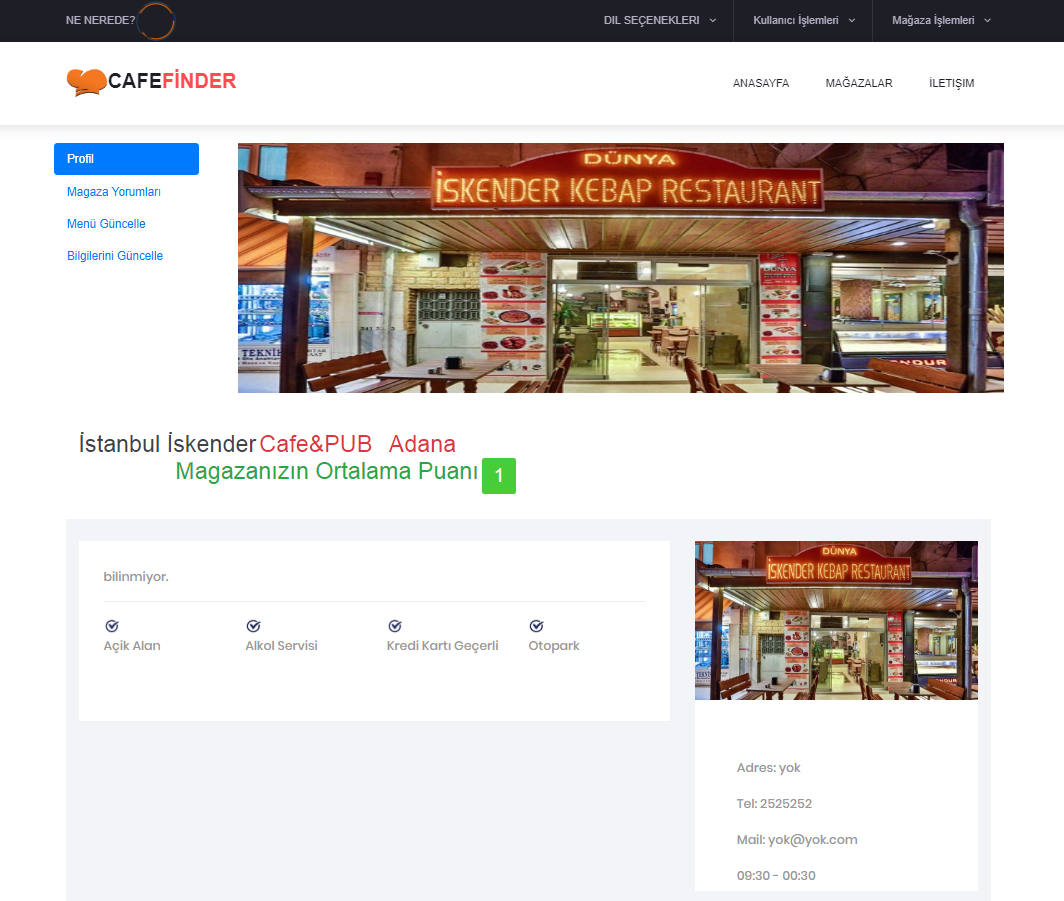 NE NEREDE?
DIL SEÇENEKLERI
Kullanıcı İşlemleri
Mağaza İşlemleri
CAFEFİNDER
ANASAYFA
MAĞAZALAR
İLETIŞIM
Profil
Magaza Yorumları
Menü Güncelle
Bilgilerini Güncelle
DÜNYA
İSKENDER KEBAP RESTAURANT
DÜNYA
TEKNİK
İstanbul İskender Cafe&PUB Adana
Magazanızın Ortalama Puanı 1
bilinmiyor.
Açik Alan
Alkol Servisi
Kredi Kartı Geçerli
Otopark
DÜNYA
İSKENDER KEBAP RESTAURANT
Adres: yok
Tel: 2525252
Mail: yok@yok.com
09:30 - 00:30